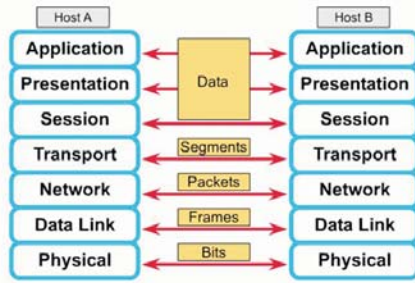 Host A Host B
Application Application
Presentation Data Presentation
Session Session
Transport Segments Transport
Network Packets Network
Data Link Frames Data Link
Physical Bits Physical